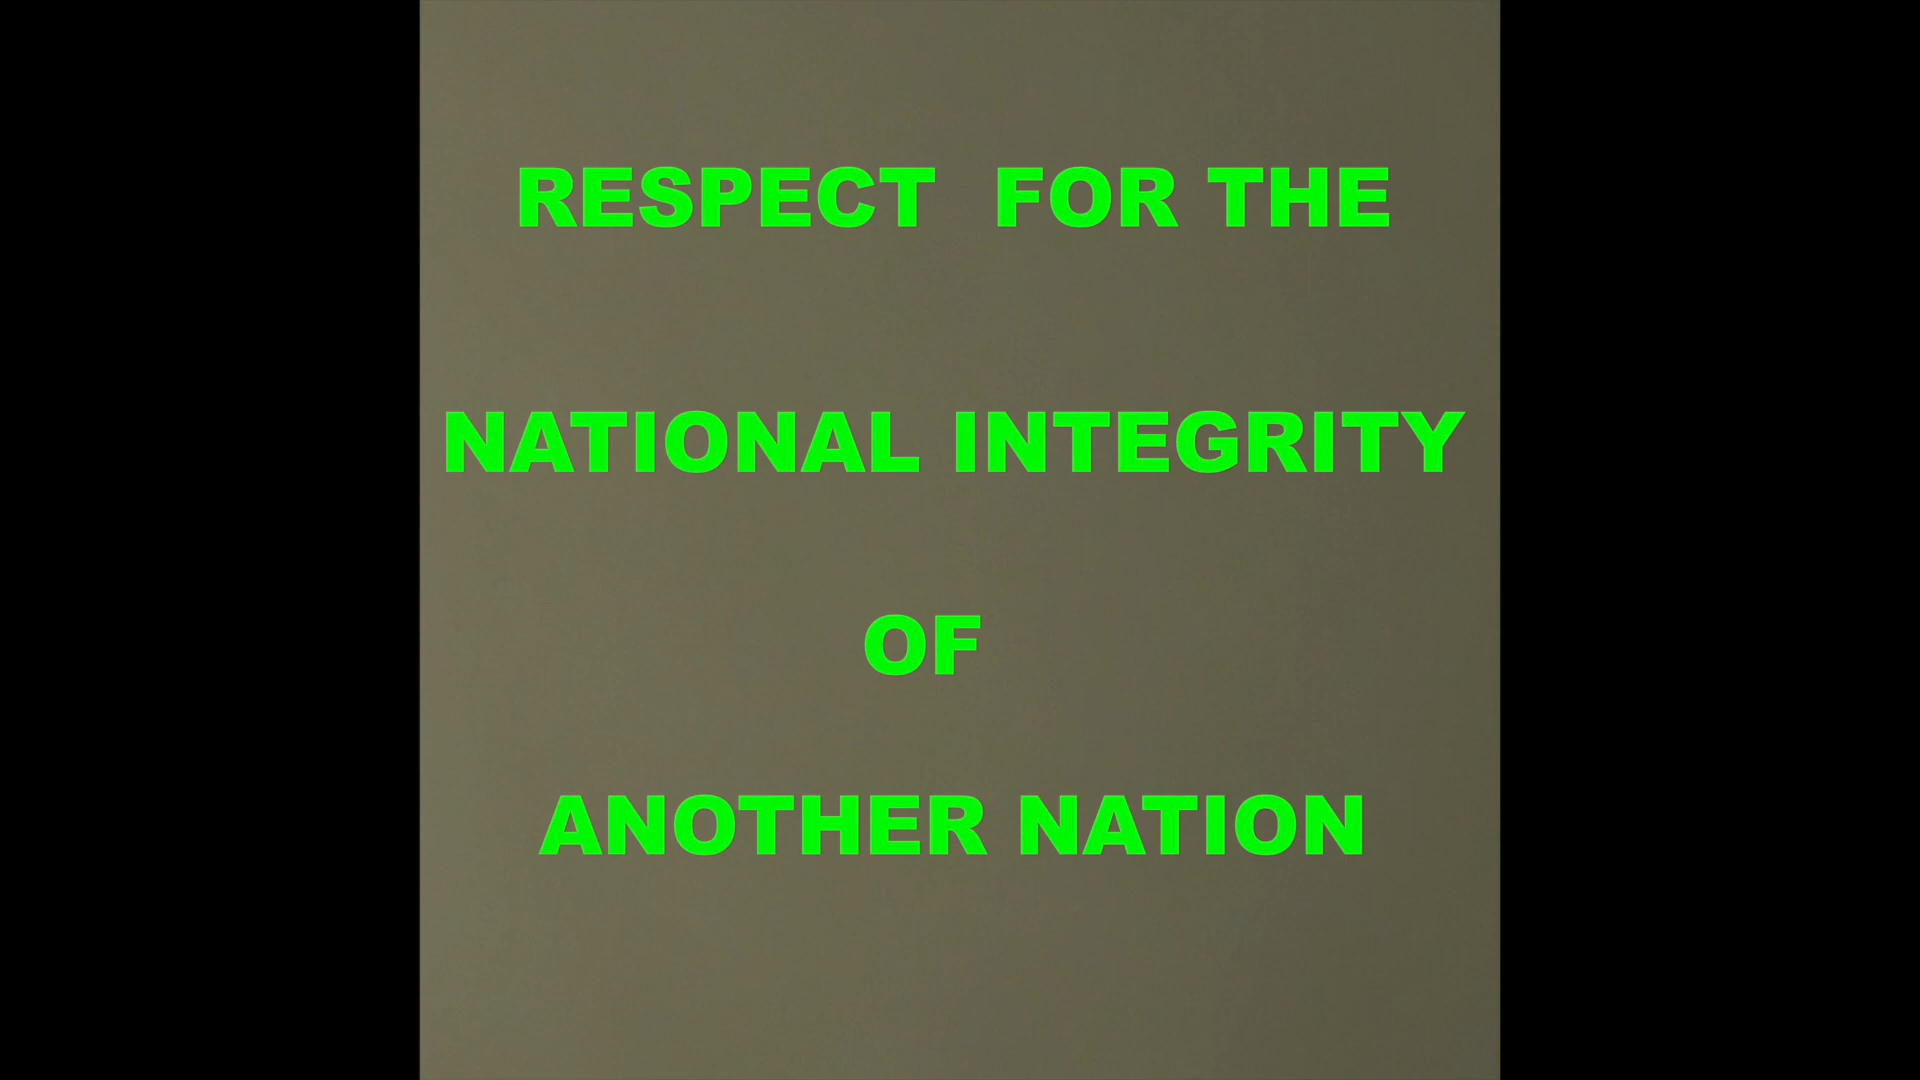 RESPECT  FOR THE
NATIONAL INTEGRITY
OF
ANOTHER NATION